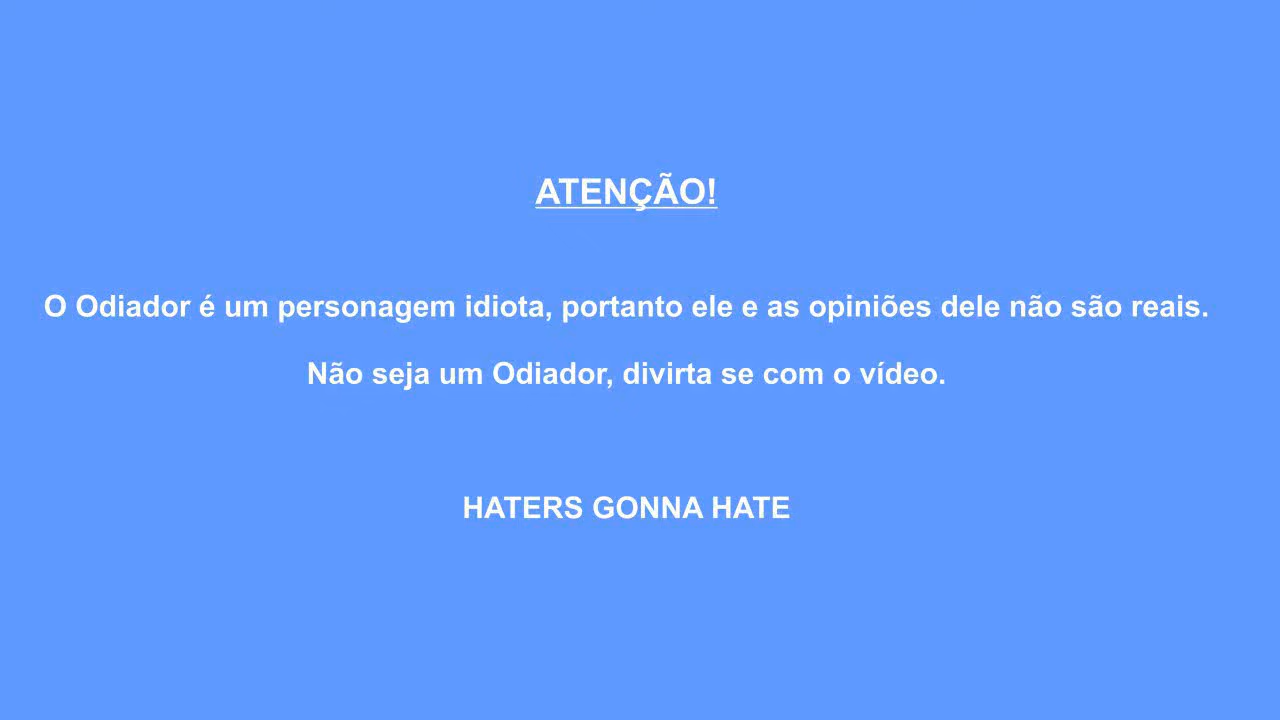 ATENÇÃO!
O Odiador é um personagem idiota, portanto ele e as opiniões dele não são reais.
Não seja um Odiador, divirta se com o vídeo.
HATERS GONNA HATE